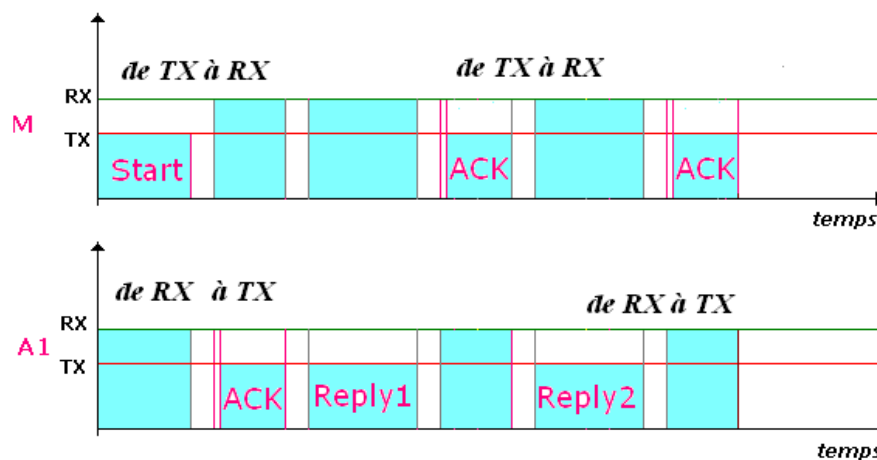 de TX à RX de TX à RX
RX
M
TX
Start ACK ACK
temps
de RX à TX de RX à TX
RX
A1
TX
ACK Reply1 Reply2
temps